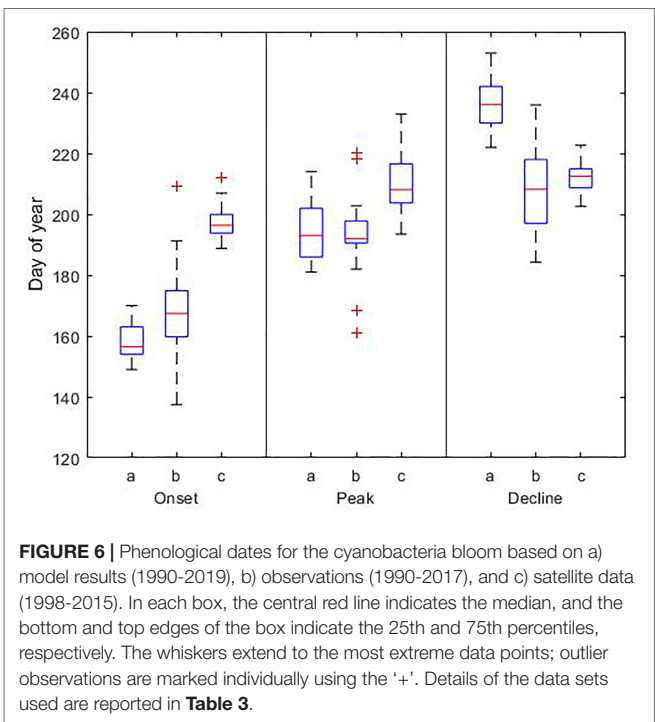 260
240
220
200
180
160
140
120
Day of year
a b c a b c a b c
Onset Peak Decline
FIGURE 6 | Phenological dates for the cyanobacteria bloom based on a)
model results (1990-2019), b) observations (1990-2017), and c) satellite data
(1998-2015). In each box, the central red line indicates the median, and the
bottom and top edges of the box indicate the 25th and 75th percentiles,
respectively. The whiskers extend to the most extreme data points; outlier
observations are marked individually using the ‘+’. Details of the data sets
used are reported in Table 3.